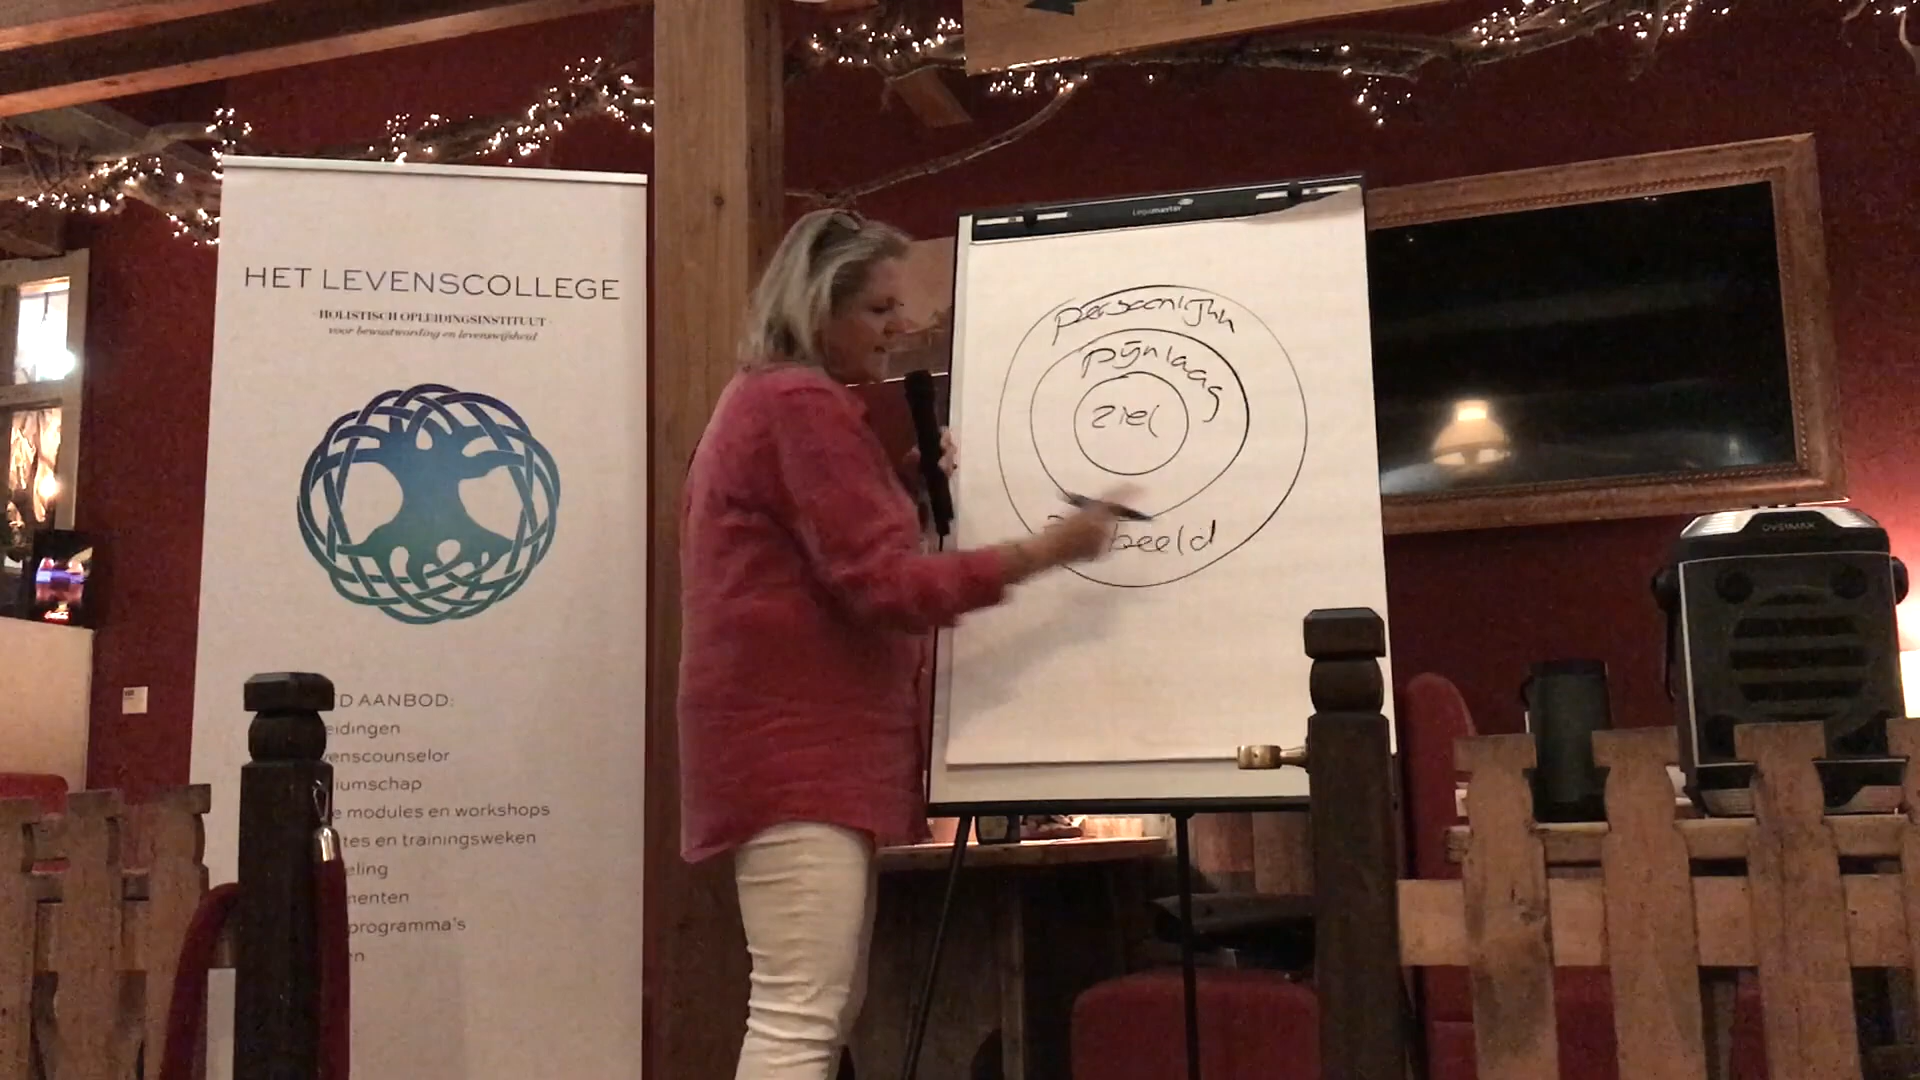 HET LEVENSCOLLEGE
· HOLISTISCH OPLEIDINGSINSTITUUT ·
voor bewustwording en levenswijsheid
D AANBOD:
eidingen
enscounselor
iumschap
e modules en workshops
tes en trainingsweken
eling
menten
programma's
n
Legamaster
pijnlaag
ziel
beeld